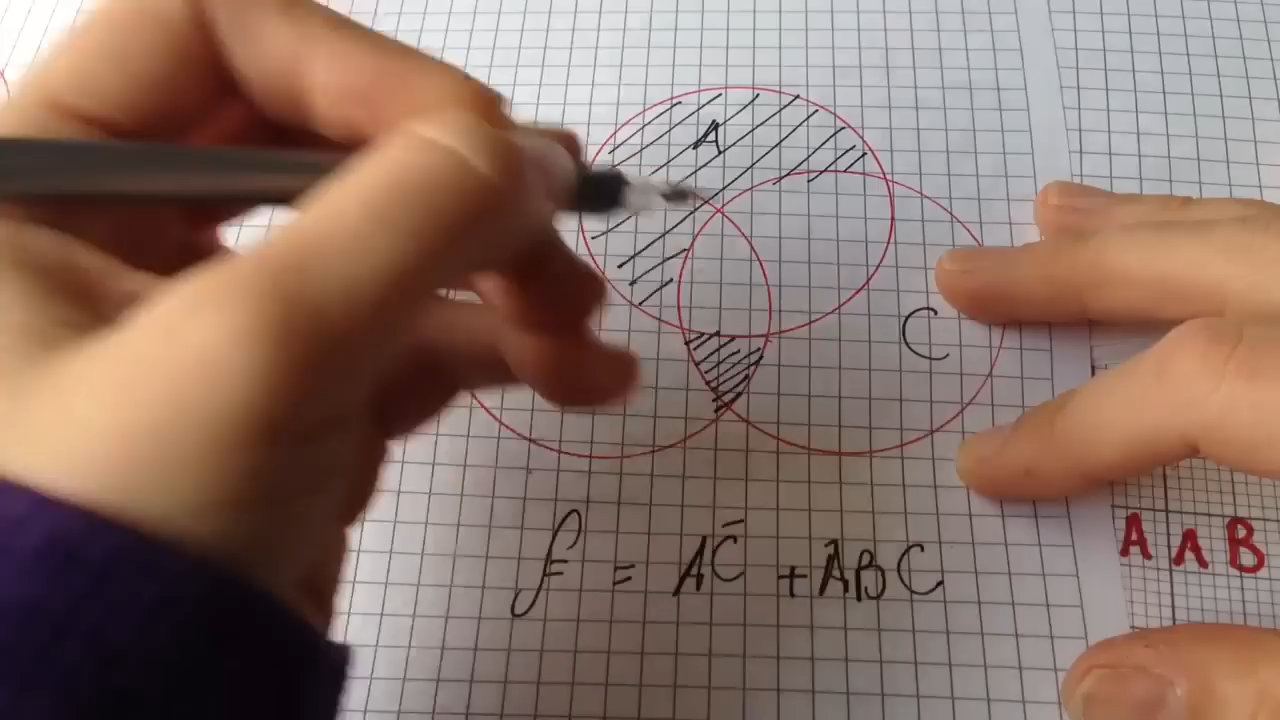 A
C
f = AC̄ + ĀBC
A ∧ B